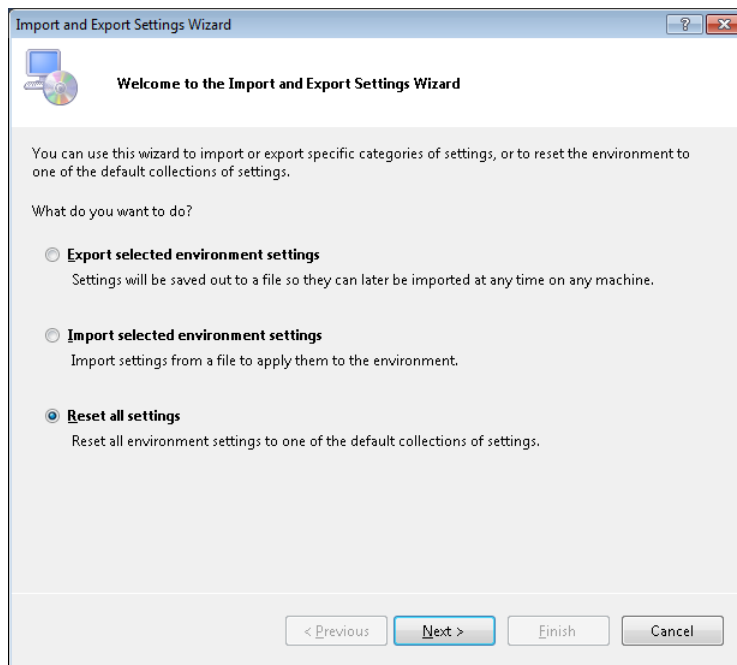 Import and Export Settings Wizard
?
Welcome to the Import and Export Settings Wizard
You can use this wizard to import or export specific categories of settings, or to reset the environment to
one of the default collections of settings.
What do you want to do?
Export selected environment settings
Settings will be saved out to a file so they can later be imported at any time on any machine.
Import selected environment settings
Import settings from a file to apply them to the environment.
Reset all settings
Reset all environment settings to one of the default collections of settings.
< Previous Next > Finish Cancel